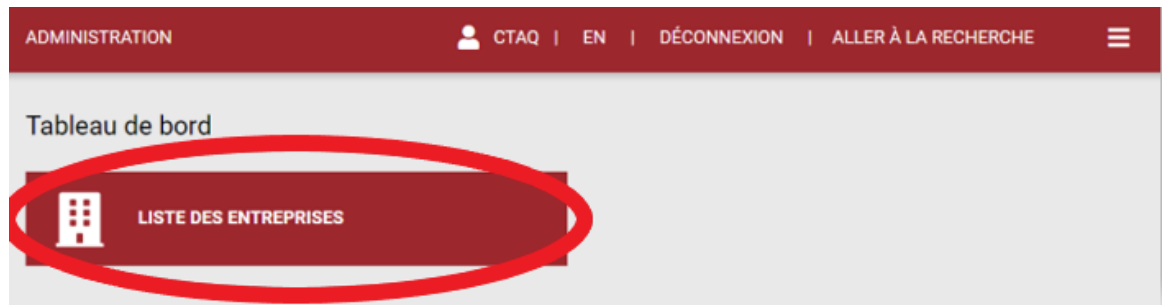 ADMINISTRATION CTAQ | EN | DÉCONNEXION | ALLER À LA RECHERCHE
Tableau de bord
LISTE DES ENTREPRISES